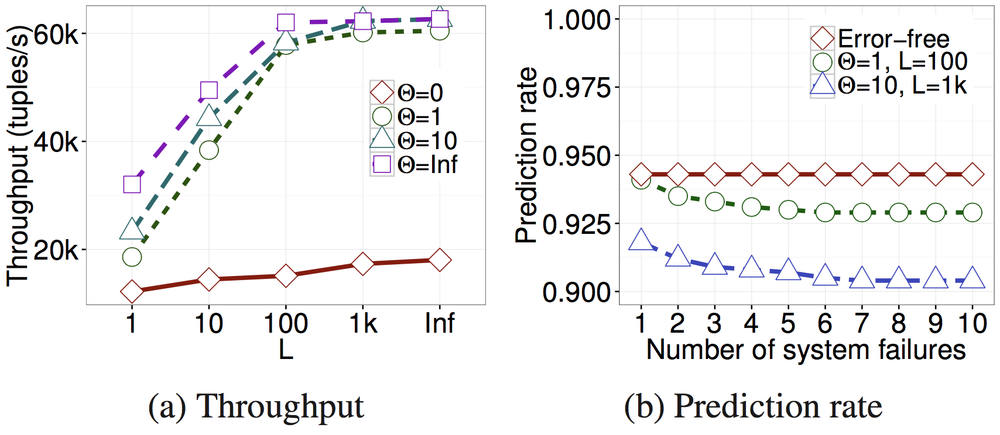 Throughput (tuples/s)
60k
40k
20k
Θ=0
Θ=1
Θ=10
Θ=Inf
1 10 100 1k Inf
L
(a) Throughput
Prediction rate
1.000
0.975
0.950
0.925
0.900
Error−free
Θ=1, L=100
Θ=10, L=1k
1 2 3 4 5 6 7 8 9 10
Number of system failures
(b) Prediction rate